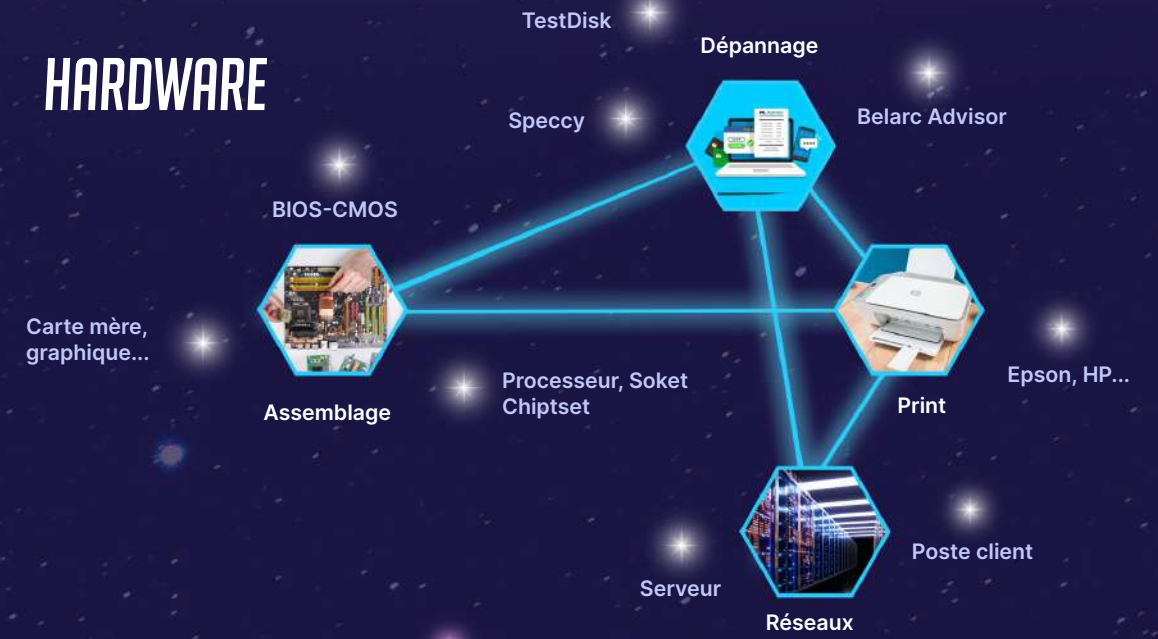 TestDisk
Dépannage
HARDWARE
Speccy
Belarc Advisor
BIOS-CMOS
Carte mère,
graphique...
Processeur, Soket
Chiptset
Epson, HP...
Assemblage
Print
Poste client
Serveur
Réseaux